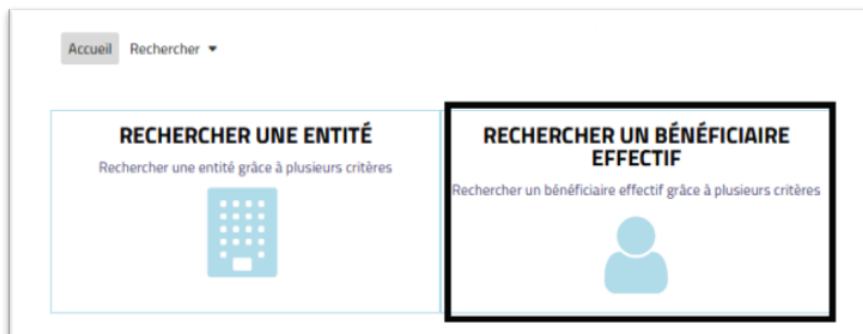 Accueil Rechercher
RECHERCHER UNE ENTITÉ
Rechercher une entité grâce à plusieurs critères
RECHERCHER UN BÉNÉFICIAIRE
EFFECTIF
Rechercher un bénéficiaire effectif grâce à plusieurs critères